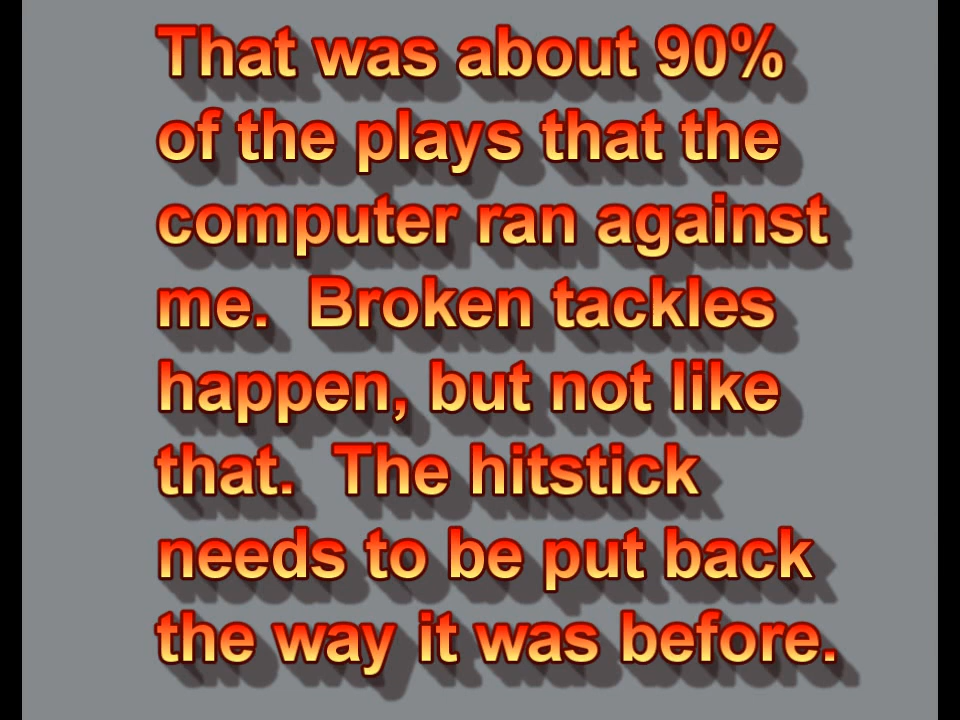 That was about 90%
of the plays that the
computer ran against
me.  Broken tackles
happen, but not like
that.  The hitstick
needs to be put back
the way it was before.